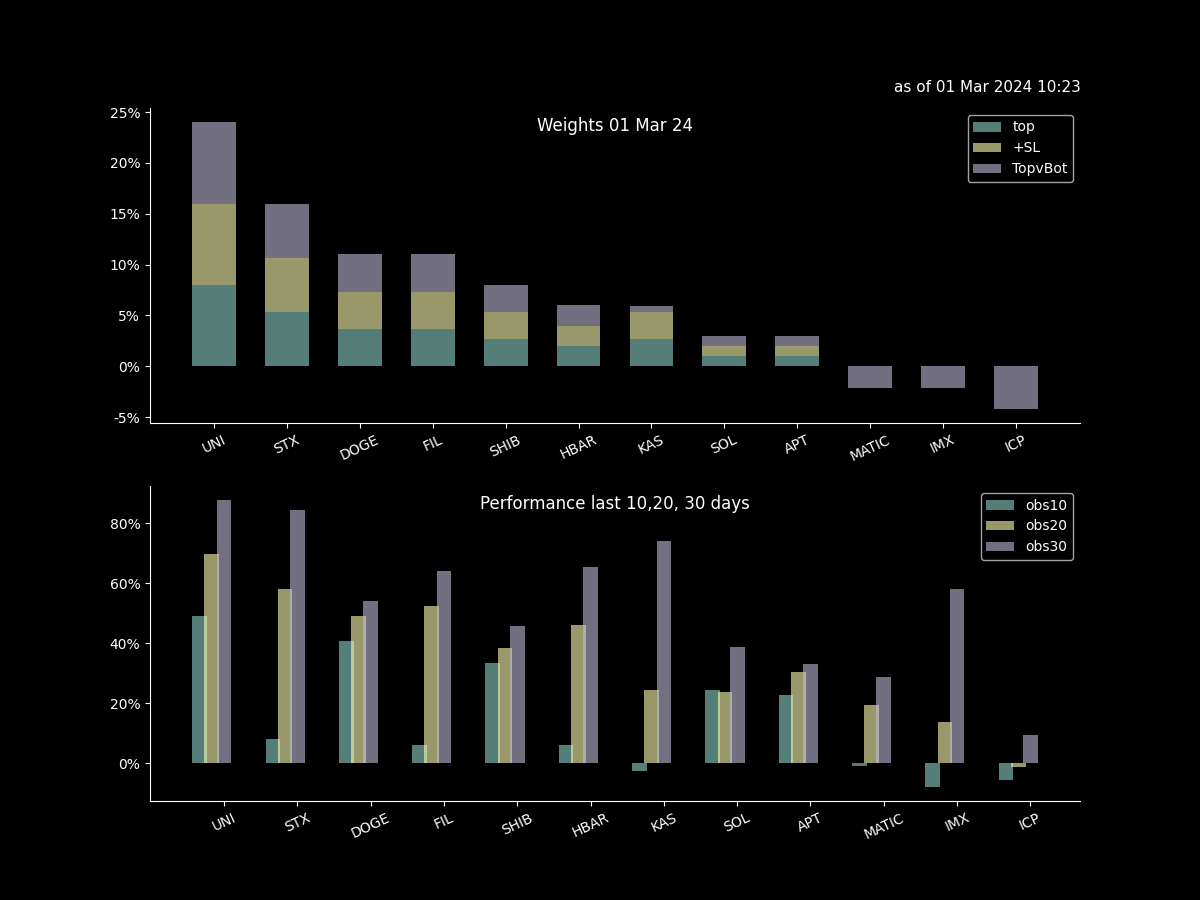 as of 01 Mar 2024 10:23
Weights 01 Mar 24
top
+SL
TopvBot
25%
20%
15%
10%
5%
0%
-5%
UNI STX DOGE FIL SHIB HBAR KAS SOL APT MATIC IMX ICP
Performance last 10,20, 30 days
obs10
obs20
obs30
80%
60%
40%
20%
0%
UNI STX DOGE FIL SHIB HBAR KAS SOL APT MATIC IMX ICP